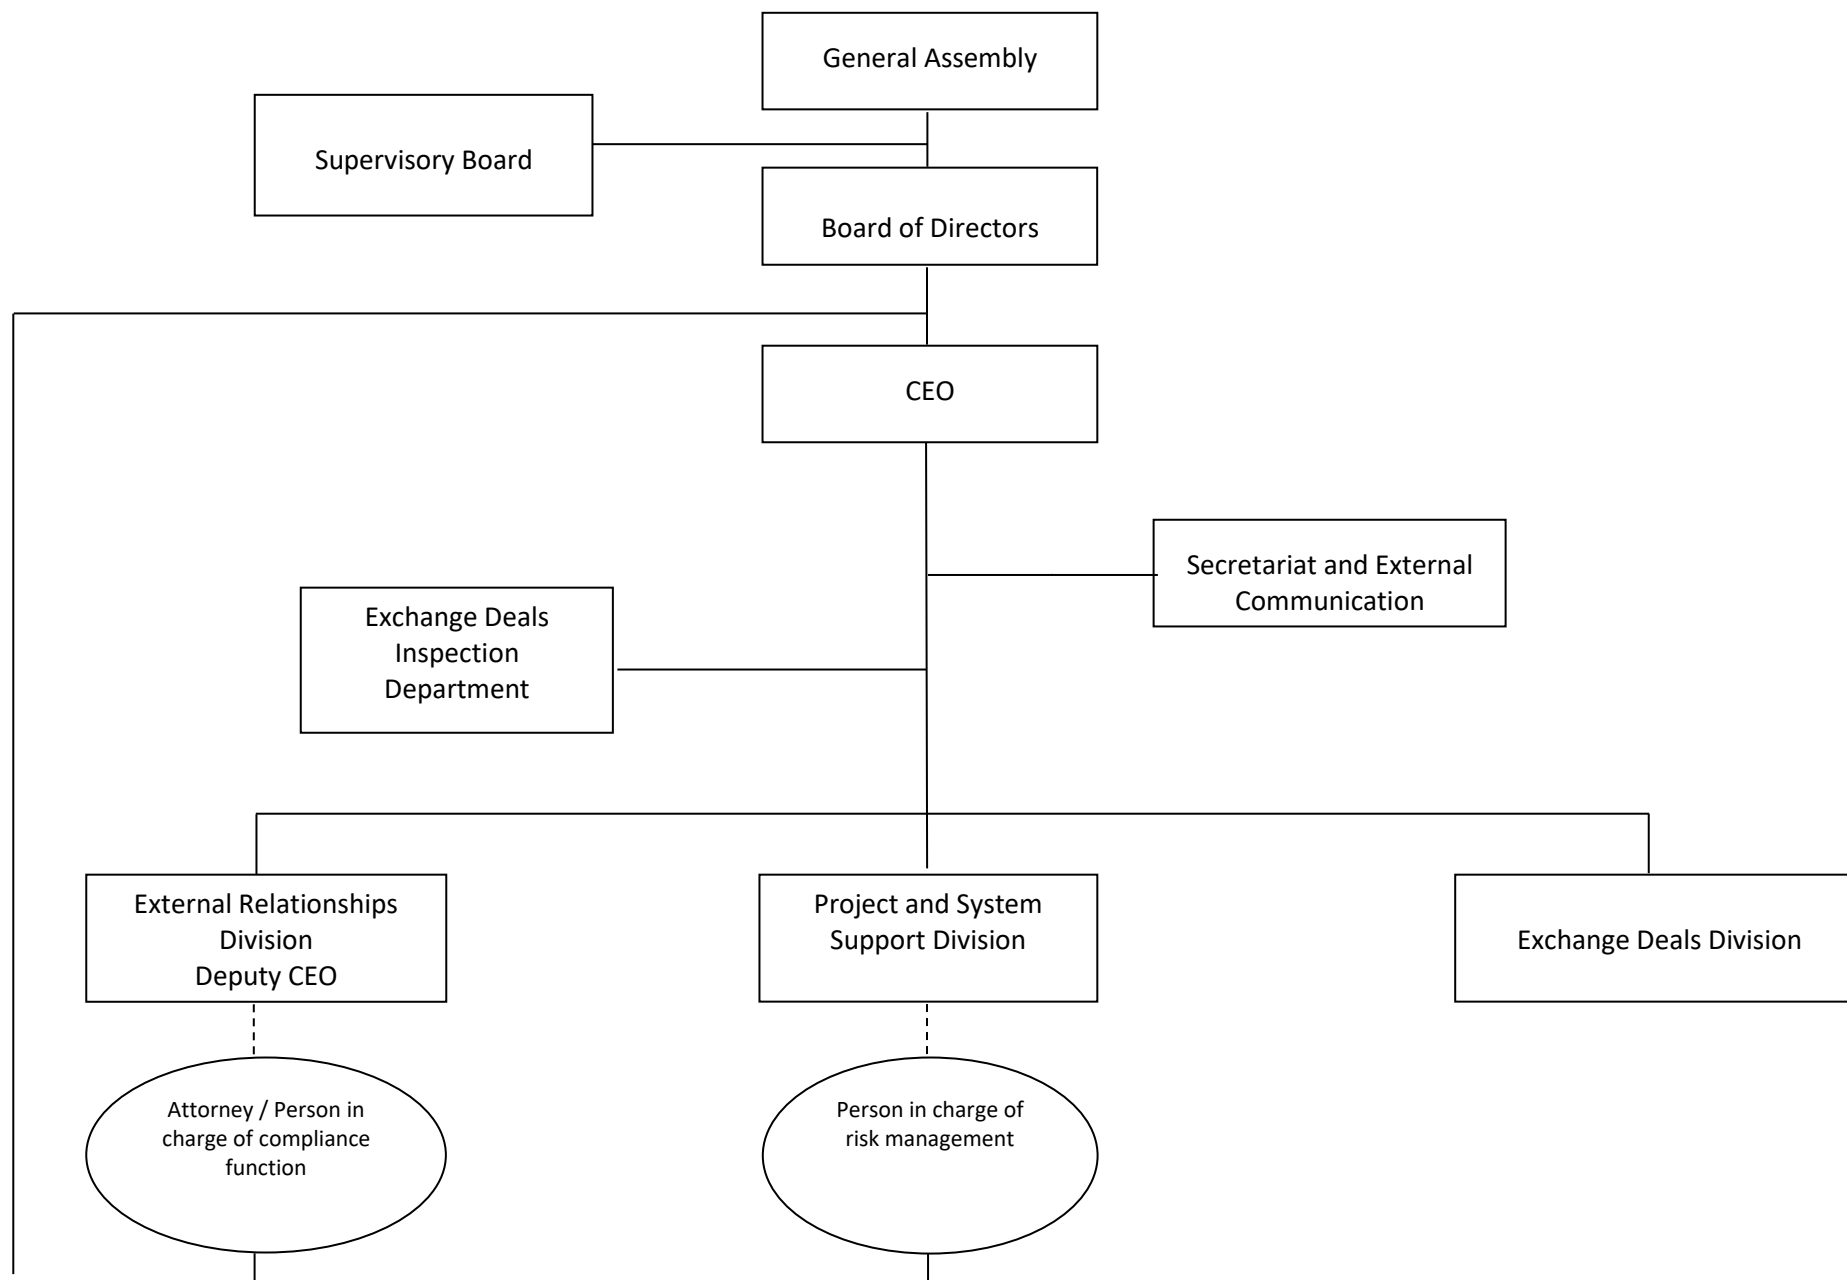 General Assembly
Supervisory Board
Board of Directors
CEO
Secretariat and External
Communication
Exchange Deals
Inspection
Department
External Relationships
Division
Deputy CEO
Project and System
Support Division
Exchange Deals Division
Attorney / Person in
charge of compliance
function
Person in charge of
risk management